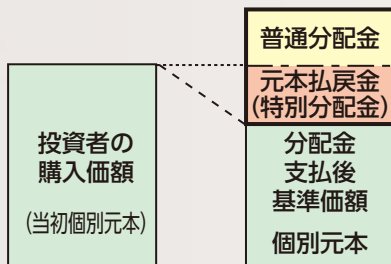 普通分配金
元本払戻金
(特別分配金)
投資者の
購入価額
(当初個別元本)
分配金
支払後
基準価額
個別元本